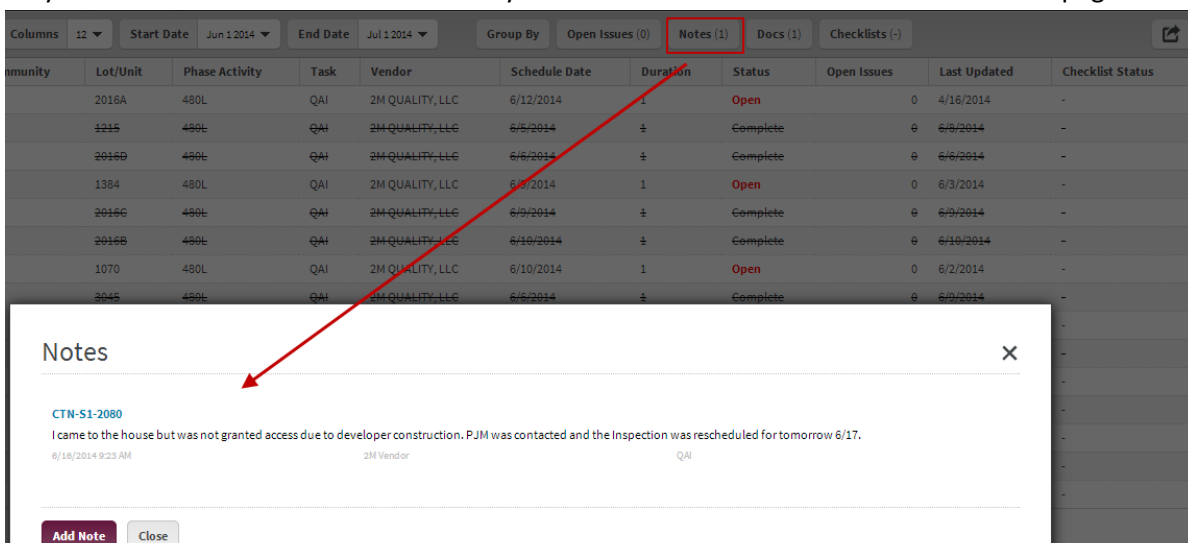 Columns 12 Start Date Jun 1 2014 End Date Jul 1 2014 Group By Open Issues (0) Notes (1) Docs (1) Checklists (-)
Lot/Unit Phase Activity Task Vendor Schedule Date Duration Status Open Issues Last Updated Checklist Status
2016A 480L QAI 2M QUALITY, LLC 6/12/2014 1 Open 0 4/16/2014 -
1215 480L QAI 2M QUALITY, LLC 6/5/2014 1 Complete 0 6/8/2014 -
2016D 480L QAI 2M QUALITY, LLC 6/6/2014 1 Complete 0 6/6/2014 -
1384 480L QAI 2M QUALITY, LLC 6/9/2014 1 Open 0 6/3/2014 -
2016C 480L QAI 2M QUALITY, LLC 6/9/2014 1 Complete 0 6/9/2014 -
2016B 480L QAI 2M QUALITY, LLC 6/10/2014 1 Complete 0 6/10/2014 -
1070 480L QAI 2M QUALITY, LLC 6/10/2014 1 Open 0 6/2/2014 -
3045 480L QAI 2M QUALITY, LLC 6/6/2014 1 Complete 0 6/9/2014 -
Notes
CTN-S1-2080
I came to the house but was not granted access due to developer construction. PJM was contacted and the Inspection was rescheduled for tomorrow 6/17.
6/16/2014 9:23 AM 2M Vendor QAI
Add Note Close